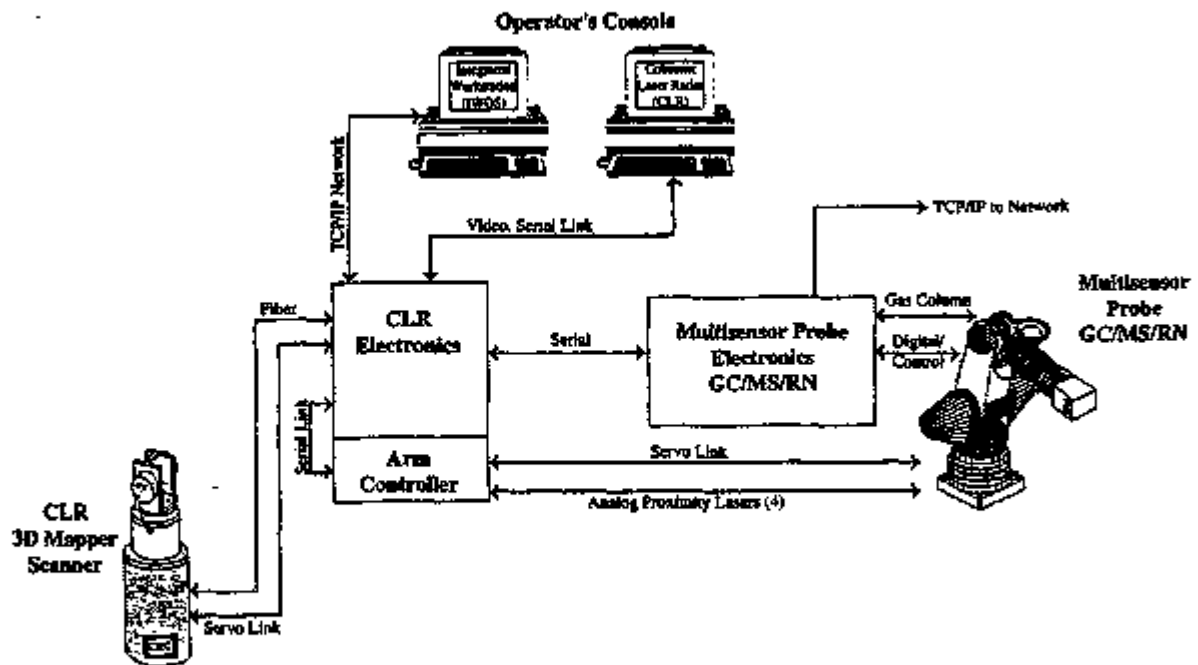 Operator's Console
Integrated
Workstation
Coherent
Laser Radar
(CLR)
TCP/IP Network
Video, Serial Link
TCP/IP to Network
Multisensor
Probe
GC/MS/RN
Fiber
CLR
Electronics
Serial
Multisensor Probe
Electronics
GC/MS/RN
Gas Column
Digital/
Control
Serial Link
Arm
Controller
Servo Link
Analog Proximity Lasers (4)
CLR
3D Mapper
Scanner
Servo Link